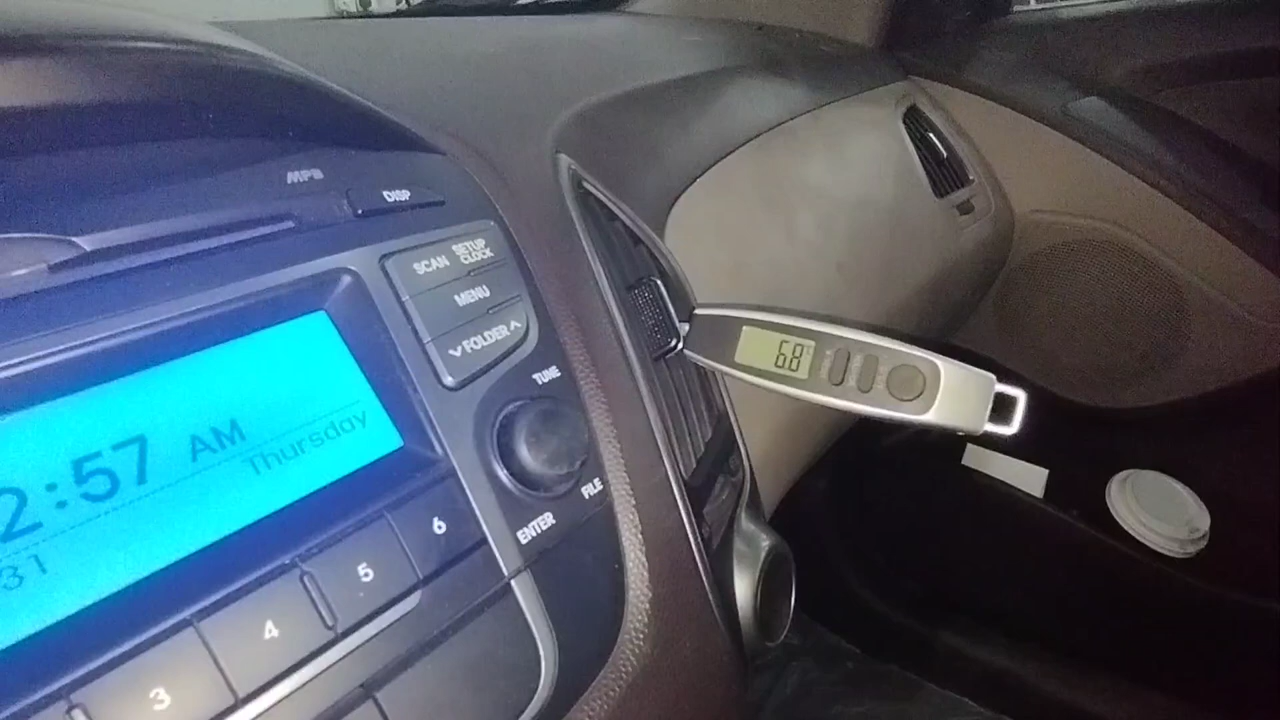 MP3
DISP
SCAN
SETUP
CLOCK
MENU
FOLDER
TUNE
FILE
ENTER
2:57 AM
Thursday
31
6
5
4
3